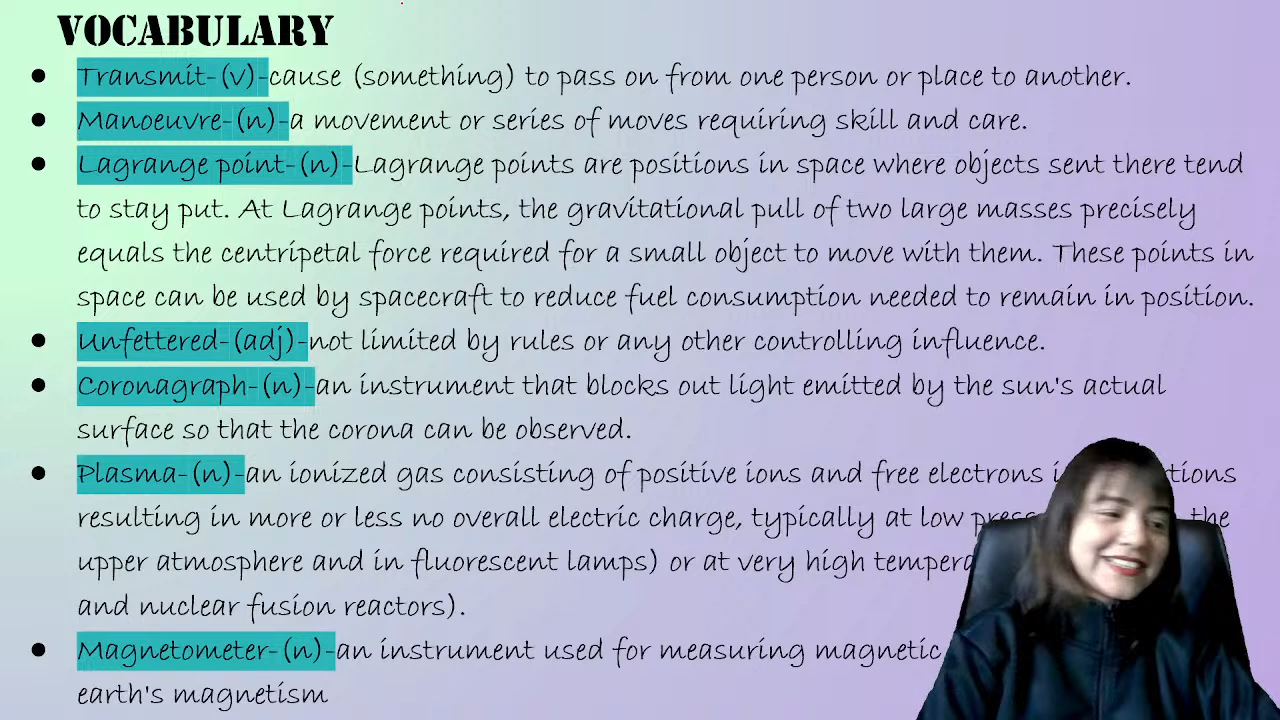 VOCABULARY
● Transmit-(v)-cause (something) to pass on from one person or place to another.
● Manoeuvre-(n)-a movement or series of moves requiring skill and care.
● Lagrange point-(n)-Lagrange points are positions in space where objects sent there tend
to stay put. At Lagrange points, the gravitational pull of two large masses precisely
equals the centripetal force required for a small object to move with them. These points in
space can be used by spacecraft to reduce fuel consumption needed to remain in position.
● Unfettered-(adj)-not limited by rules or any other controlling influence.
● Coronagraph-(n)-an instrument that blocks out light emitted by the sun's actual
surface so that the corona can be observed.
● Plasma-(n)-an ionized gas consisting of positive ions and free electrons
resulting in more or less no overall electric charge, typically at low the
upper atmosphere and in fluorescent lamps) or at very high
and nuclear fusion reactors).
● Magnetometer-(n)-an instrument used for measuring magnetic
earth's magnetism